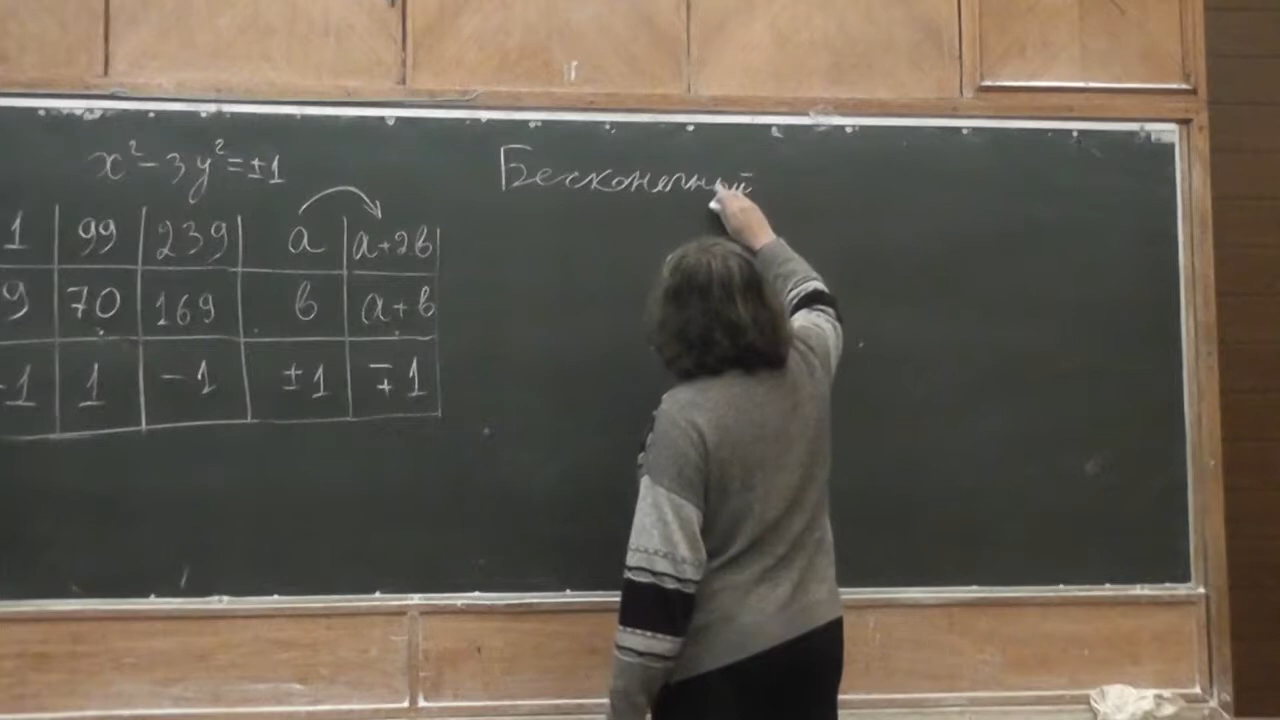 x²-3y²=±1
1 99 239 a a+2b
9 70 169 b a+b
-1 1 -1 ±1 ∓1
Бесконечный